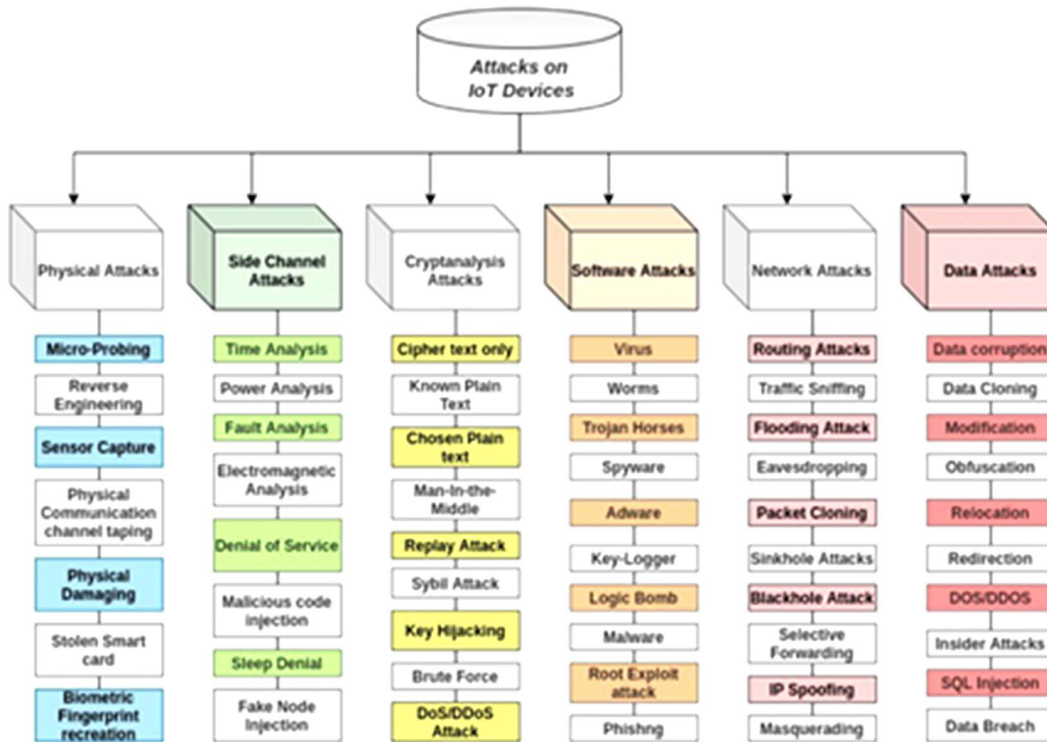 Attacks on
IoT Devices
Physical Attacks
Micro-Probing
Reverse
Engineering
Sensor Capture
Physical
Communication
channel taping
Physical
Damaging
Stolen Smart
card
Biometric
Fingerprint
recreation
Side Channel
Attacks
Time Analysis
Power Analysis
Fault Analysis
Electromagnetic
Analysis
Denial of Service
Malicious code
injection
Sleep Denial
Fake Node
Injection
Cryptanalysis
Attacks
Cipher text only
Known Plain
Text
Chosen Plain
text
Man-In-the-
Middle
Replay Attack
Sybil Attack
Key Hijacking
Brute Force
DoS/DDoS
Attack
Software Attacks
Virus
Worms
Trojan Horses
Spyware
Adware
Key-Logger
Logic Bomb
Malware
Root Exploit
attack
Phishng
Network Attacks
Routing Attacks
Traffic Sniffing
Flooding Attack
Eavesdropping
Packet Cloning
Sinkhole Attacks
Blackhole Attack
Selective
Forwarding
IP Spoofing
Masquerading
Data Attacks
Data corruption
Data Cloning
Modification
Obfuscation
Relocation
Redirection
DOS/DDOS
Insider Attacks
SQL Injection
Data Breach